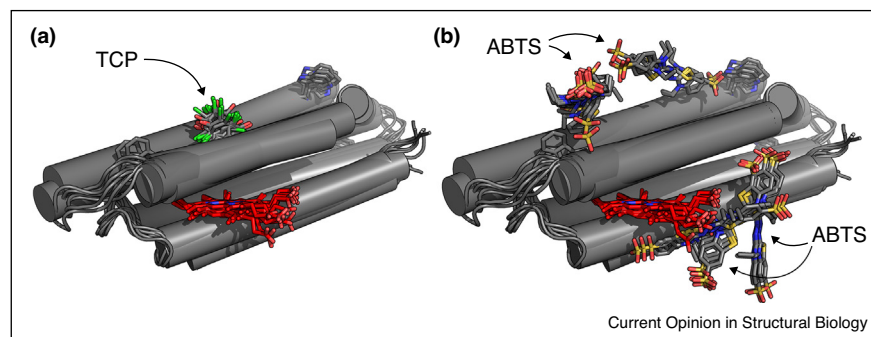 (a)
TCP
(b)
ABTS
ABTS
Current Opinion in Structural Biology